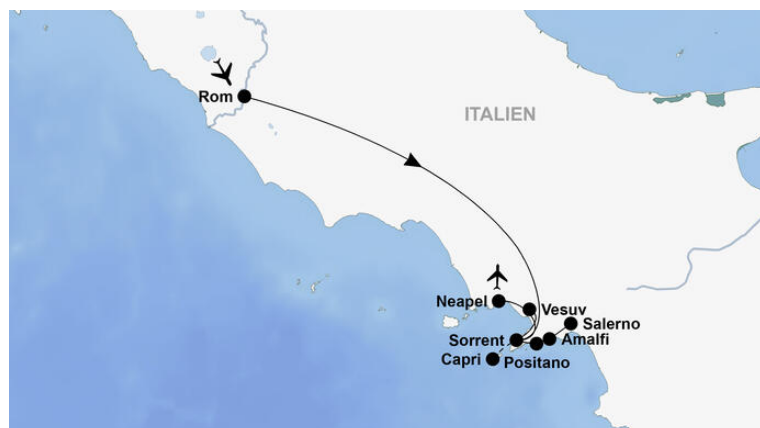 Rom
ITALIEN
Neapel
Vesuv
Salerno
Sorrent
Amalfi
Capri
Positano